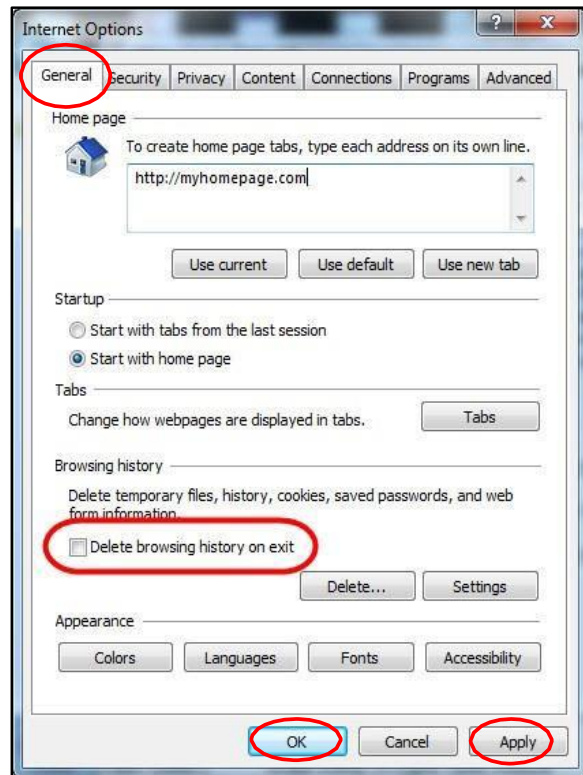 Internet Options
?
X
General Security Privacy Content Connections Programs Advanced
Home page
To create home page tabs, type each address on its own line.
http://myhomepage.com
Use current Use default Use new tab
Startup
Start with tabs from the last session
Start with home page
Tabs
Change how webpages are displayed in tabs. Tabs
Browsing history
Delete temporary files, history, cookies, saved passwords, and web
form information.
Delete browsing history on exit
Delete... Settings
Appearance
Colors Languages Fonts Accessibility
OK Cancel Apply